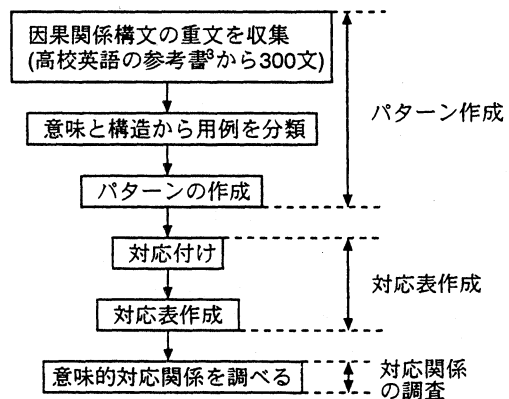 因果関係構文の重文を収集
(高校英語の参考書3から300文)
意味と構造から用例を分類
パターンの作成
パターン作成
対応付け
対応表作成
対応表作成
意味的対応関係を調べる
対応関係
の調査